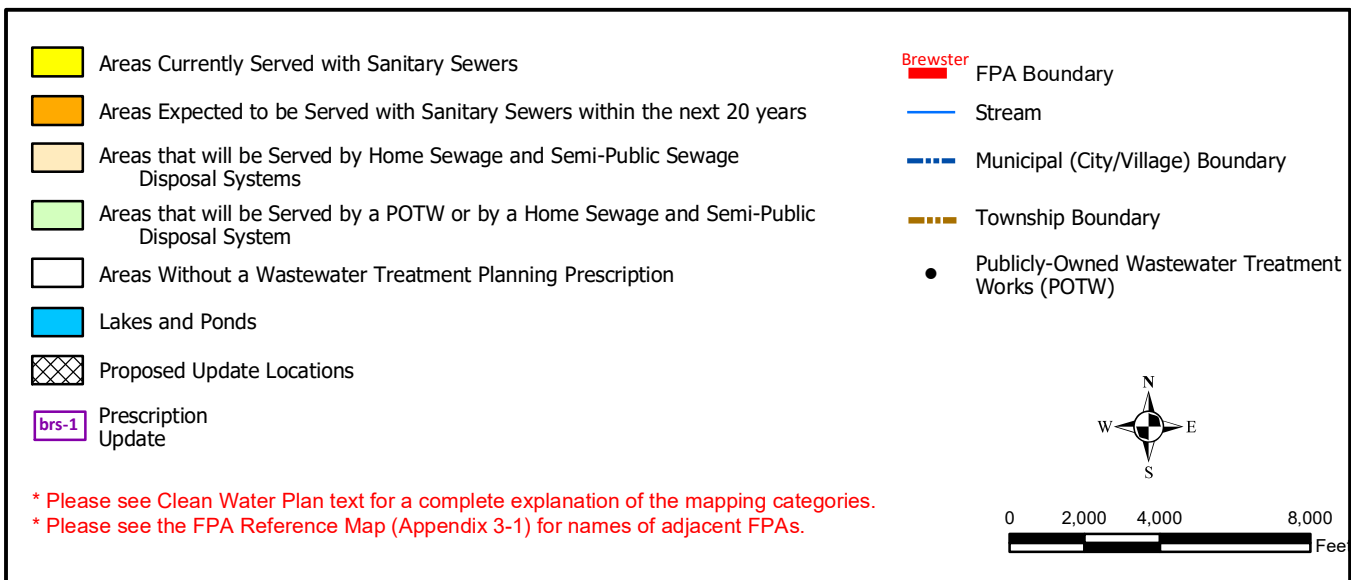 Areas Currently Served with Sanitary Sewers
Areas Expected to be Served with Sanitary Sewers within the next 20 years
Areas that will be Served by Home Sewage and Semi-Public Sewage
Disposal Systems
Areas that will be Served by a POTW or by a Home Sewage and Semi-Public
Disposal System
Areas Without a Wastewater Treatment Planning Prescription
Lakes and Ponds
Proposed Update Locations
brs-1
Prescription
Update
* Please see Clean Water Plan text for a complete explanation of the mapping categories.
* Please see the FPA Reference Map (Appendix 3-1) for names of adjacent FPAs.
Brewster
FPA Boundary
Stream
Municipal (City/Village) Boundary
Township Boundary
Publicly-Owned Wastewater Treatment
Works (POTW)
N
W E
S
0 2,000 4,000 8,000
Feet